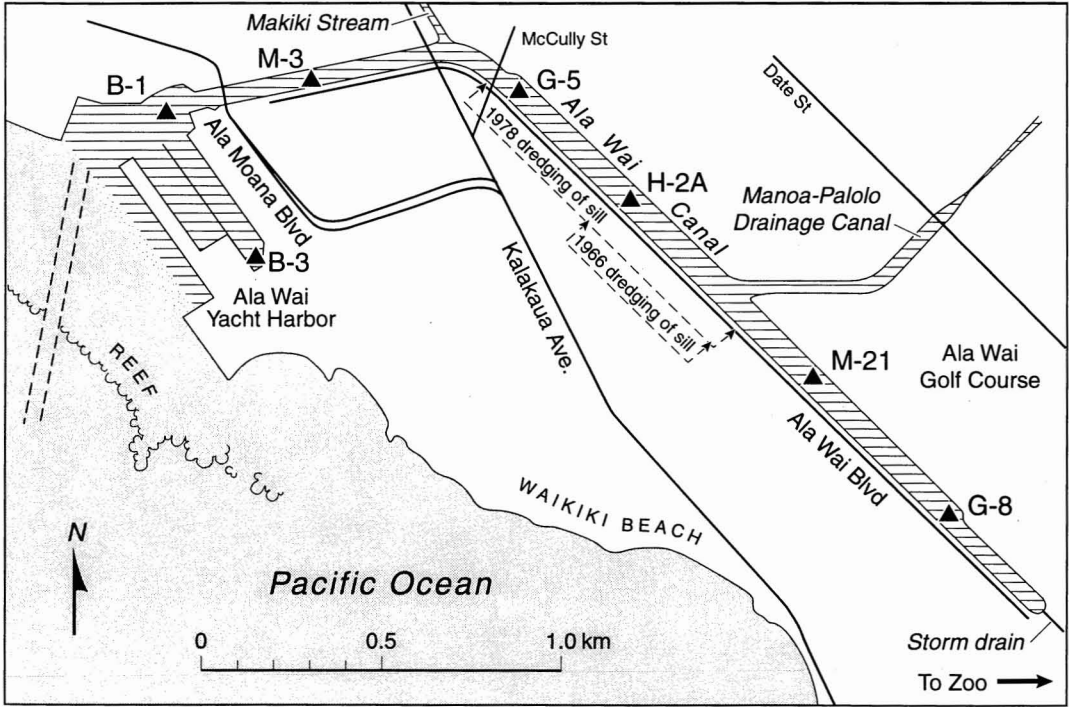 Makiki Stream
McCully St
M-3
B-1
G-5
Date St
Ala Wai
Canal
1978 dredging of sill
H-2A
Manoa-Palolo
Drainage Canal
Ala Moana Blvd
1966 dredging of sill
B-3
Kalakaua Ave.
Ala Wai
Yacht Harbor
REEF
M-21
Ala Wai
Golf Course
Ala Wai Blvd
WAIKIKI BEACH
G-8
N
Pacific Ocean
0 0.5 1.0 km
Storm drain
To Zoo